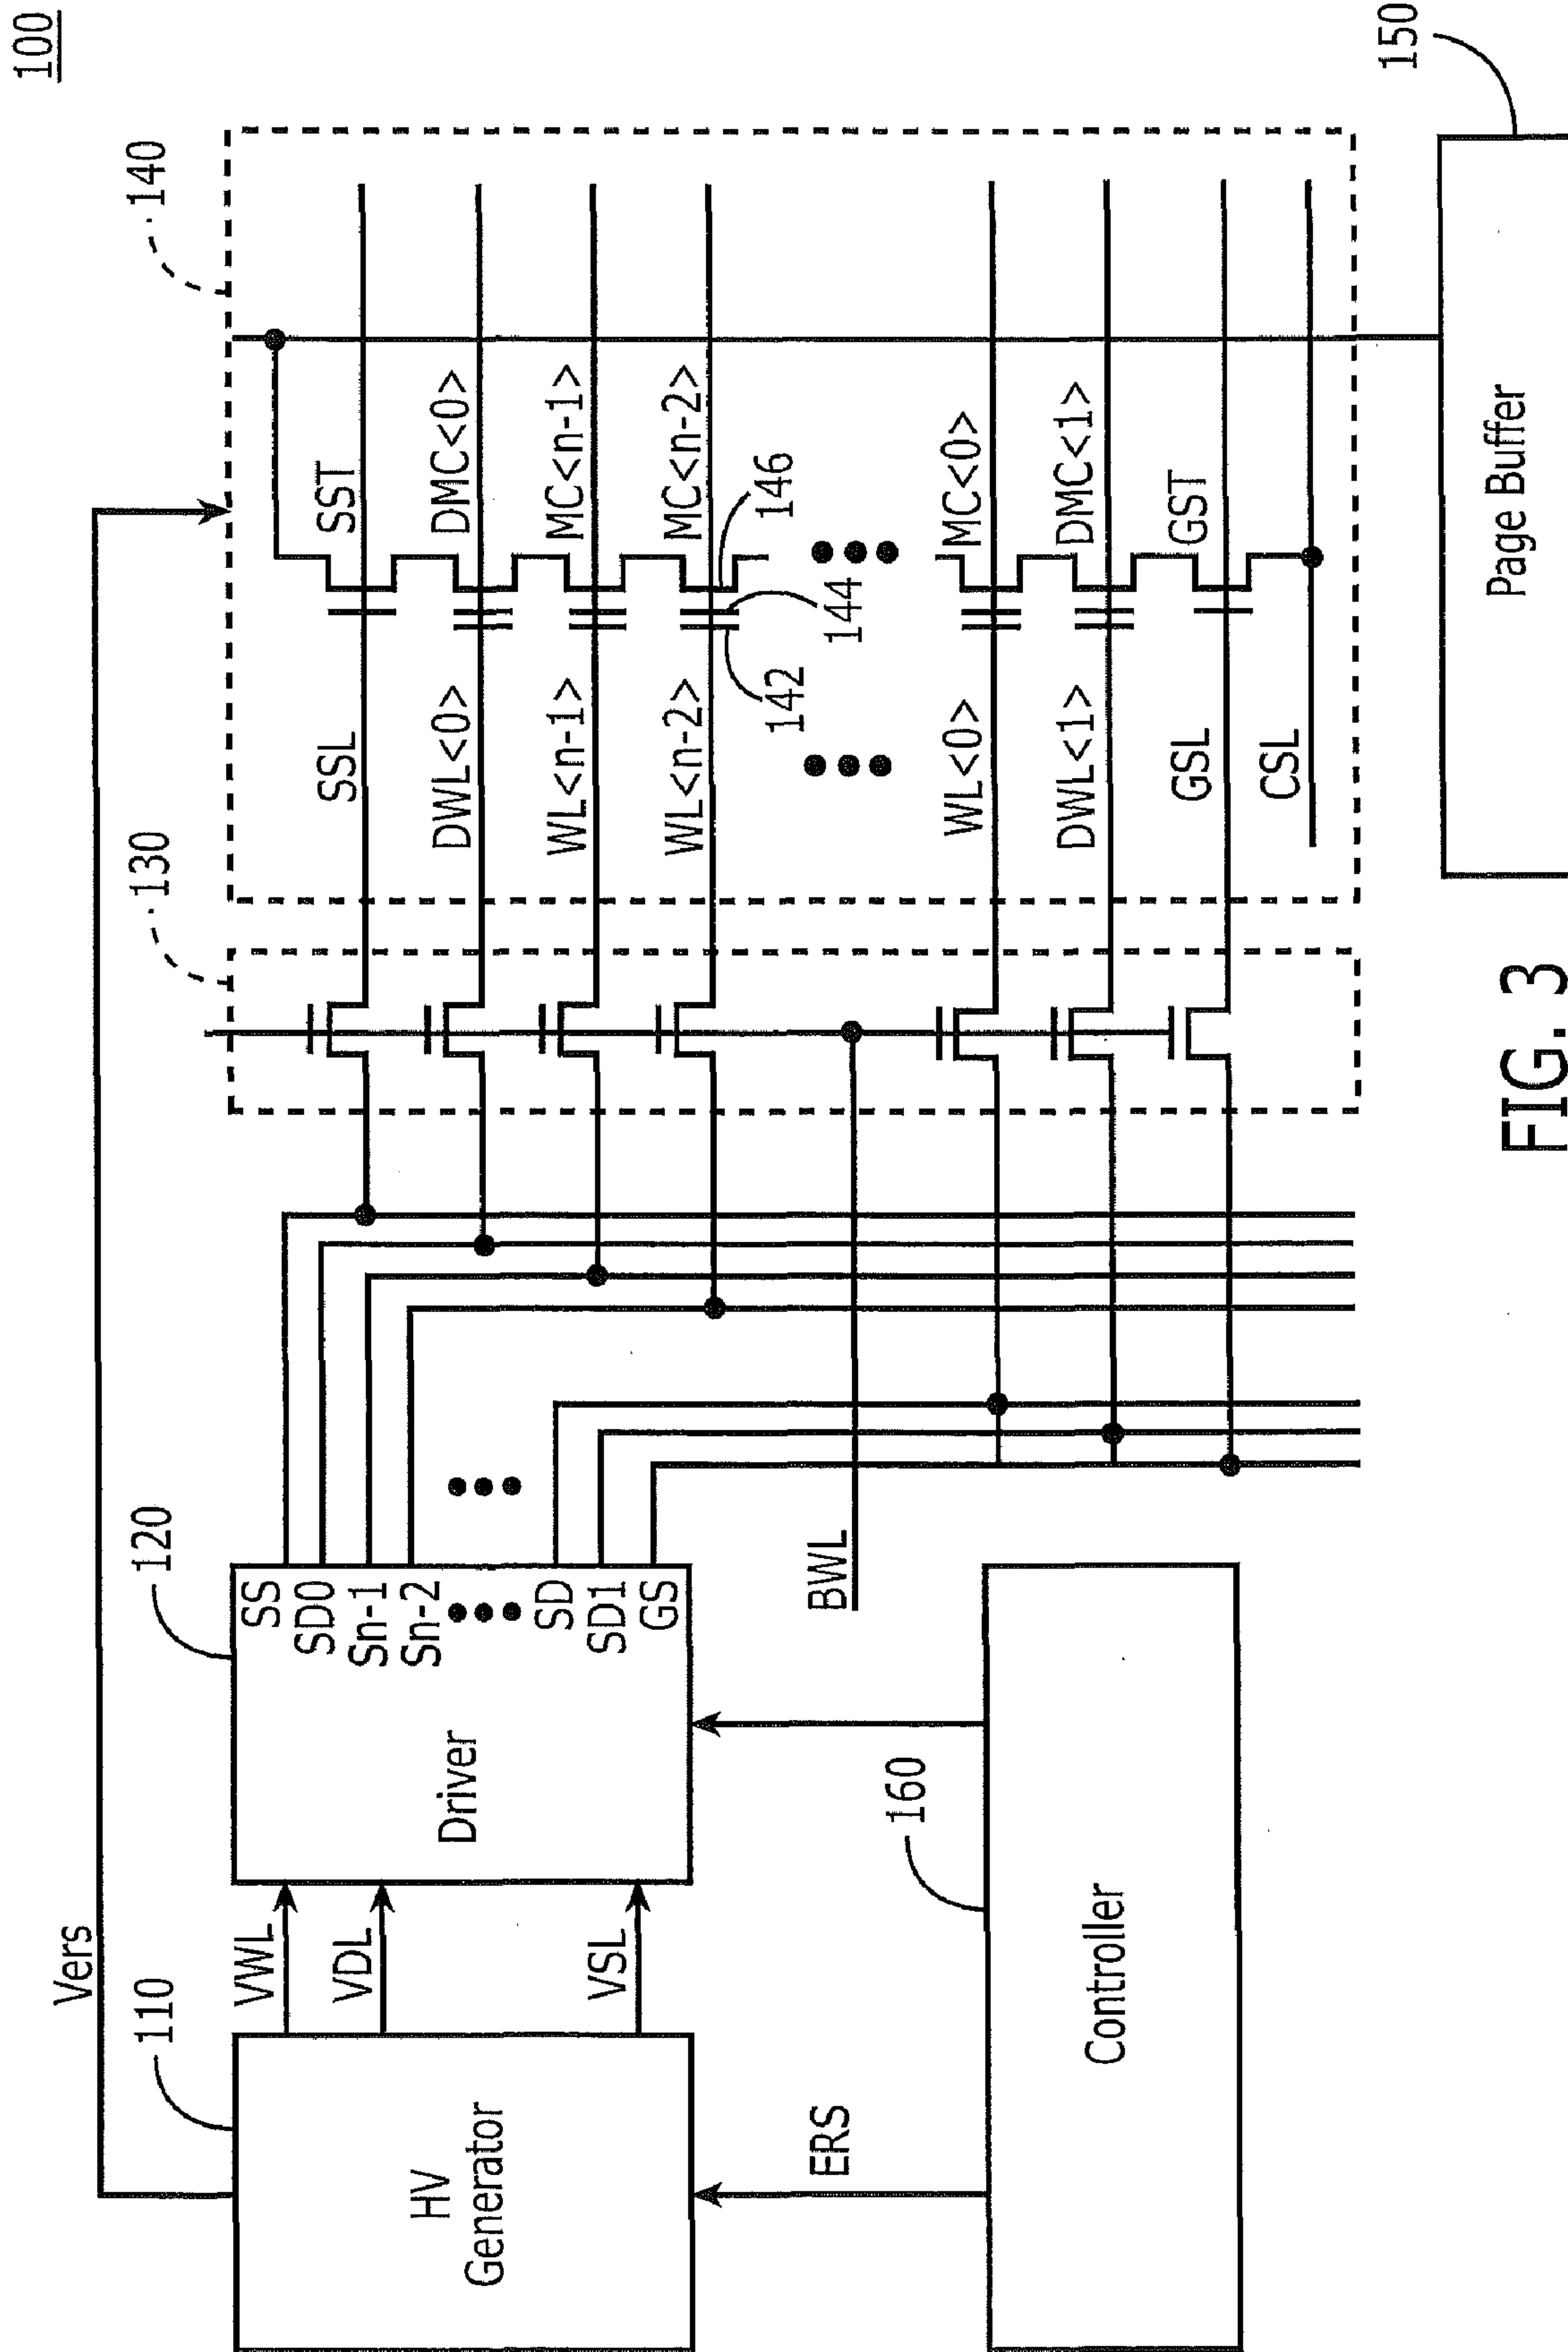 100
Vers
110
HV
Generator
VWL
VDL
VSL
120
Driver
SS
SD0
Sn-1
Sn-2
SD
SD1
GS
BWL
ERS
160
Controller
130
140
SSL
DWL<0>
WL<n-1>
WL<n-2>
WL<0>
DWL<1>
GSL
CSL
SST
DMC<0>
MC<n-1>
MC<n-2>
MC<0>
DMC<1>
GST
142
144
146
150
Page Buffer
FIG. 3